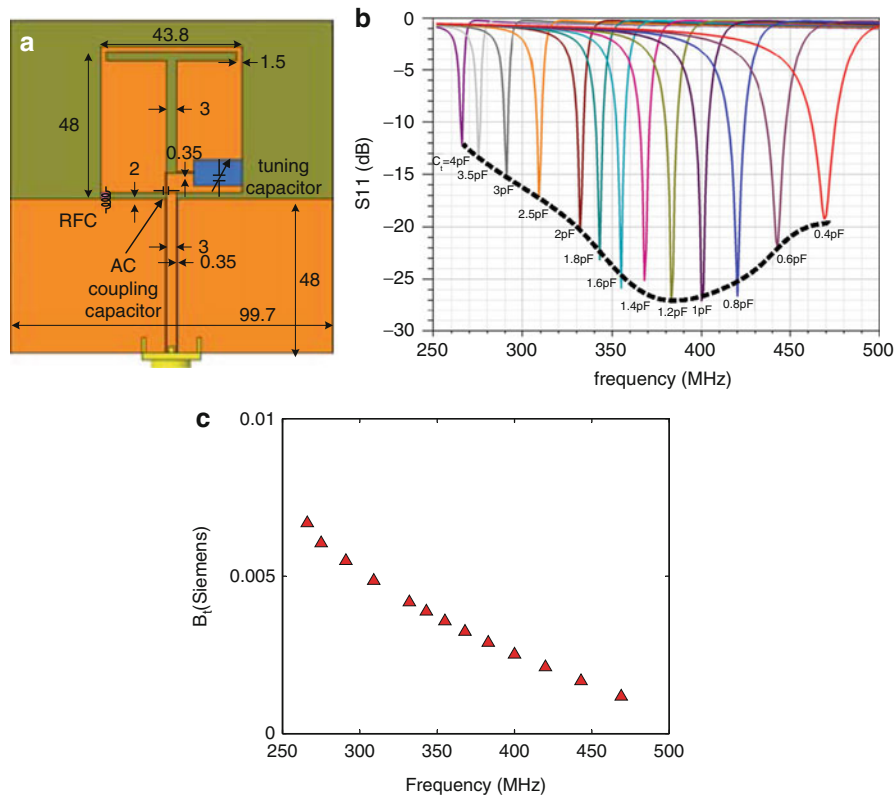 a
43.8
1.5
48
3
0.35
tuning
capacitor
2
RFC
AC
coupling
capacitor
3
0.35
48
99.7
b
0
−5
−10
−15
−20
−25
−30
S11 (dB)
Ct=4pF
3.5pF
3pF
2.5pF
2pF
1.8pF
1.6pF
1.4pF
1.2pF
1pF
0.8pF
0.6pF
0.4pF
250 300 350 400 450 500
frequency (MHz)
c
0.01
0.005
0
Bt(Siemens)
250 300 350 400 450 500
Frequency (MHz)